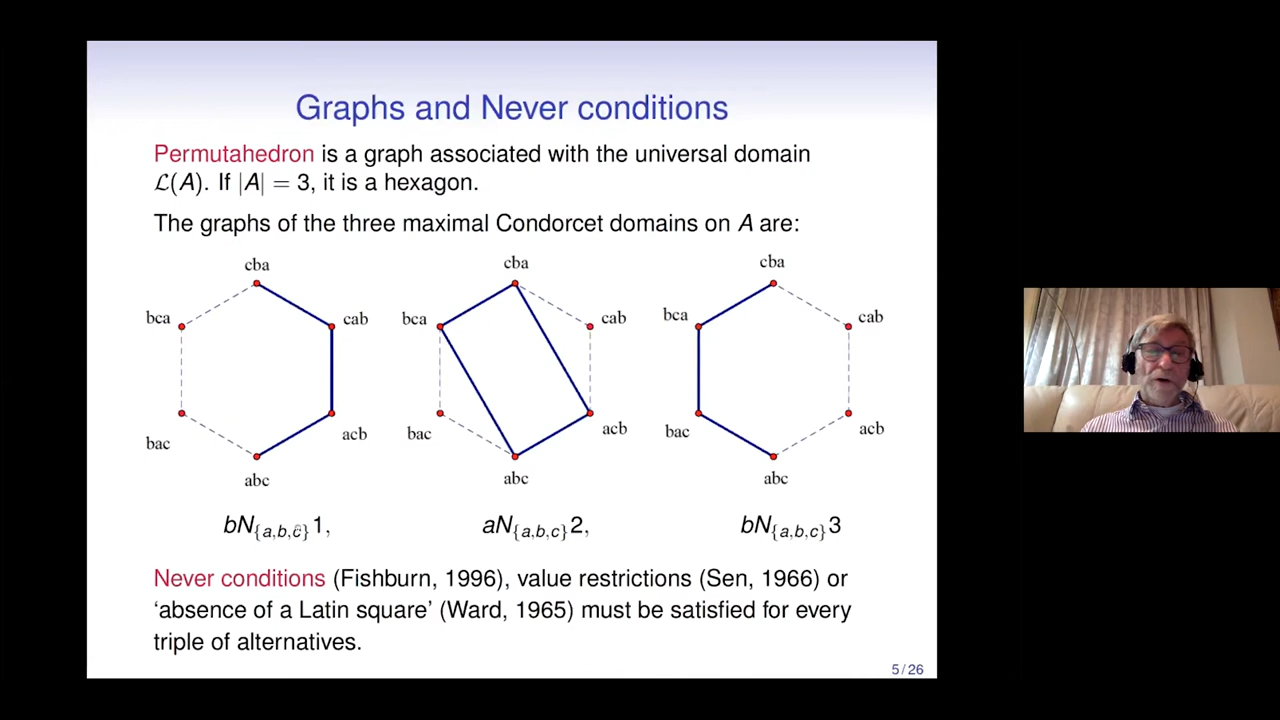 Graphs and Never conditions
Permutahedron is a graph associated with the universal domain
ℒ(A). If |A| = 3, it is a hexagon.
The graphs of the three maximal Condorcet domains on A are:
cba cba cba
bca cab bca cab bca cab
bac acb bac acb bac acb
abc abc abc
bN{a,b,c}1, aN{a,b,c}2, bN{a,b,c}3
Never conditions (Fishburn, 1996), value restrictions (Sen, 1966) or
‘absence of a Latin square’ (Ward, 1965) must be satisfied for every
triple of alternatives.
5 / 26